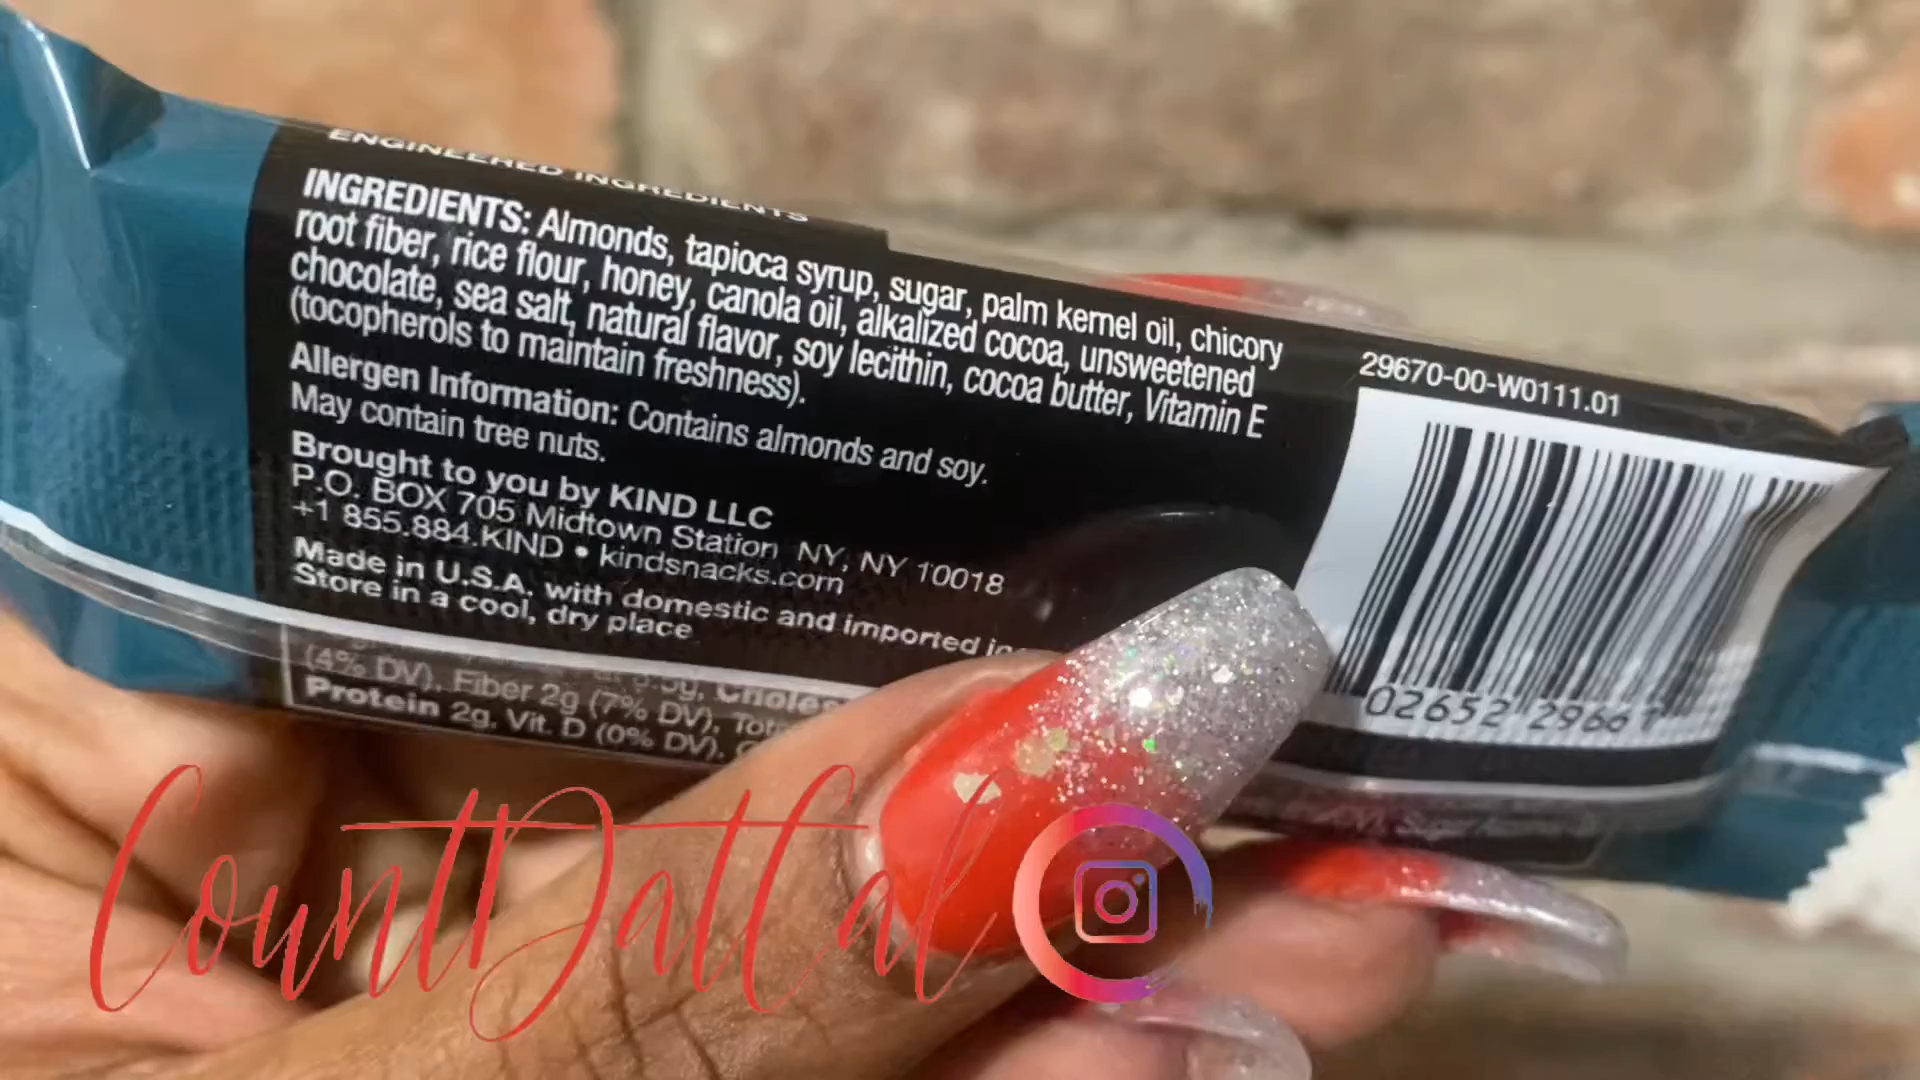 ENGINEERED INGREDIENTS
INGREDIENTS: Almonds, tapioca syrup, sugar, palm kernel oil, chicory
root fiber, rice flour, honey, canola oil, alkalized cocoa, unsweetened
chocolate, sea salt, natural flavor, soy lecithin, cocoa butter, Vitamin E
(tocopherols to maintain freshness).
Allergen Information: Contains almonds and soy.
May contain tree nuts.
Brought to you by KIND LLC
P.O. BOX 705 Midtown Station NY, NY 10018
+1 855.884.KIND • kindsnacks.com
Made in U.S.A. with domestic and imported
Store in a cool, dry place
(4% DV), Fiber 2g (7% DV),
Protein 2g, Vit. D (0% DV),
29670-00-W0111.01
02652 29661
CountDatCal